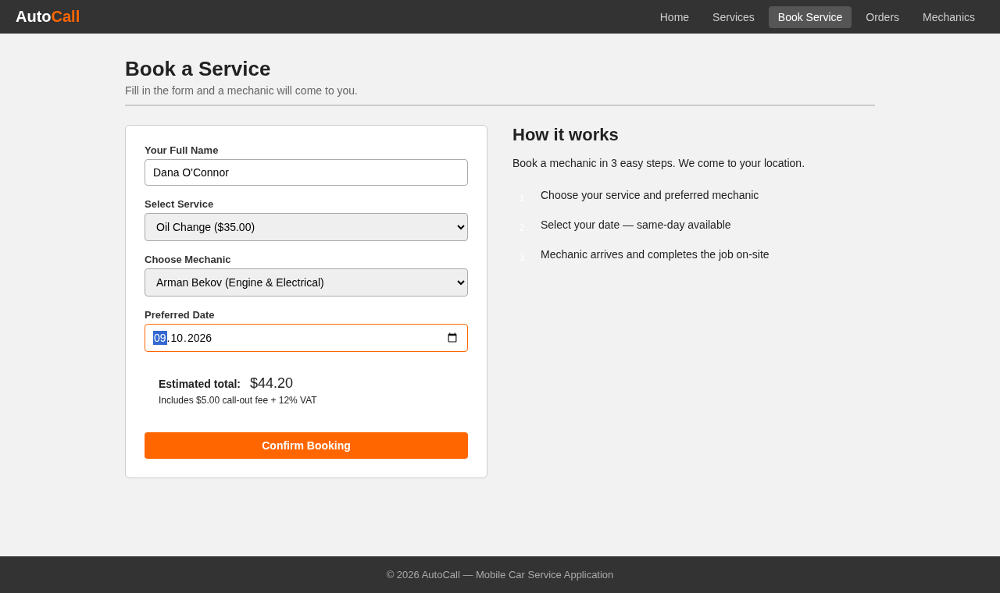 AutoCall
Home Services Book Service Orders Mechanics
Book a Service
Fill in the form and a mechanic will come to you.
Your Full Name
Dana O'Connor
Select Service
Oil Change ($35.00)
Choose Mechanic
Arman Bekov (Engine & Electrical)
Preferred Date
09.10.2026
Estimated total: $44.20
Includes $5.00 call-out fee + 12% VAT
Confirm Booking
How it works
Book a mechanic in 3 easy steps. We come to your location.
1 Choose your service and preferred mechanic
2 Select your date — same-day available
3 Mechanic arrives and completes the job on-site
© 2026 AutoCall — Mobile Car Service Application